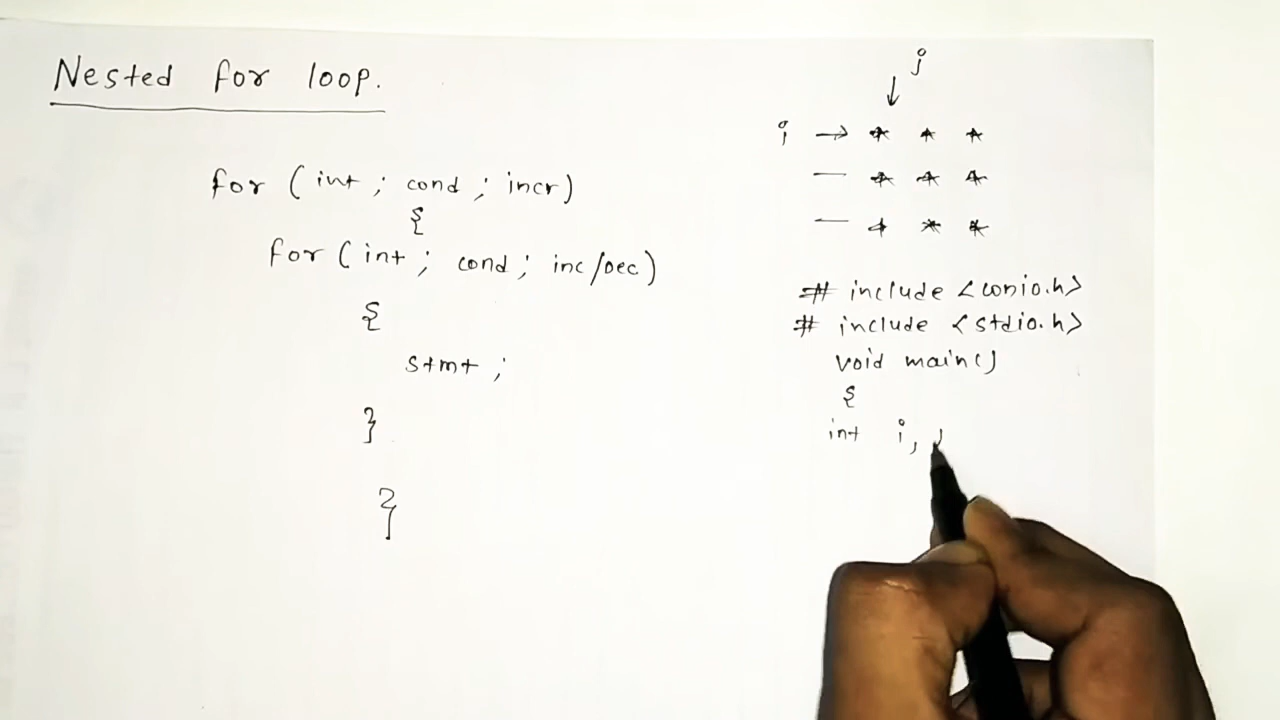 Nested for loop.
for (int ; cond ; incr)
{
for (int ; cond ; inc/Dec)
{
stmt ;
}
}
j
↓
i → * * *
— * * *
— * * *
# include <conio.h>
# include <stdio.h>
void main()
{
int i, j